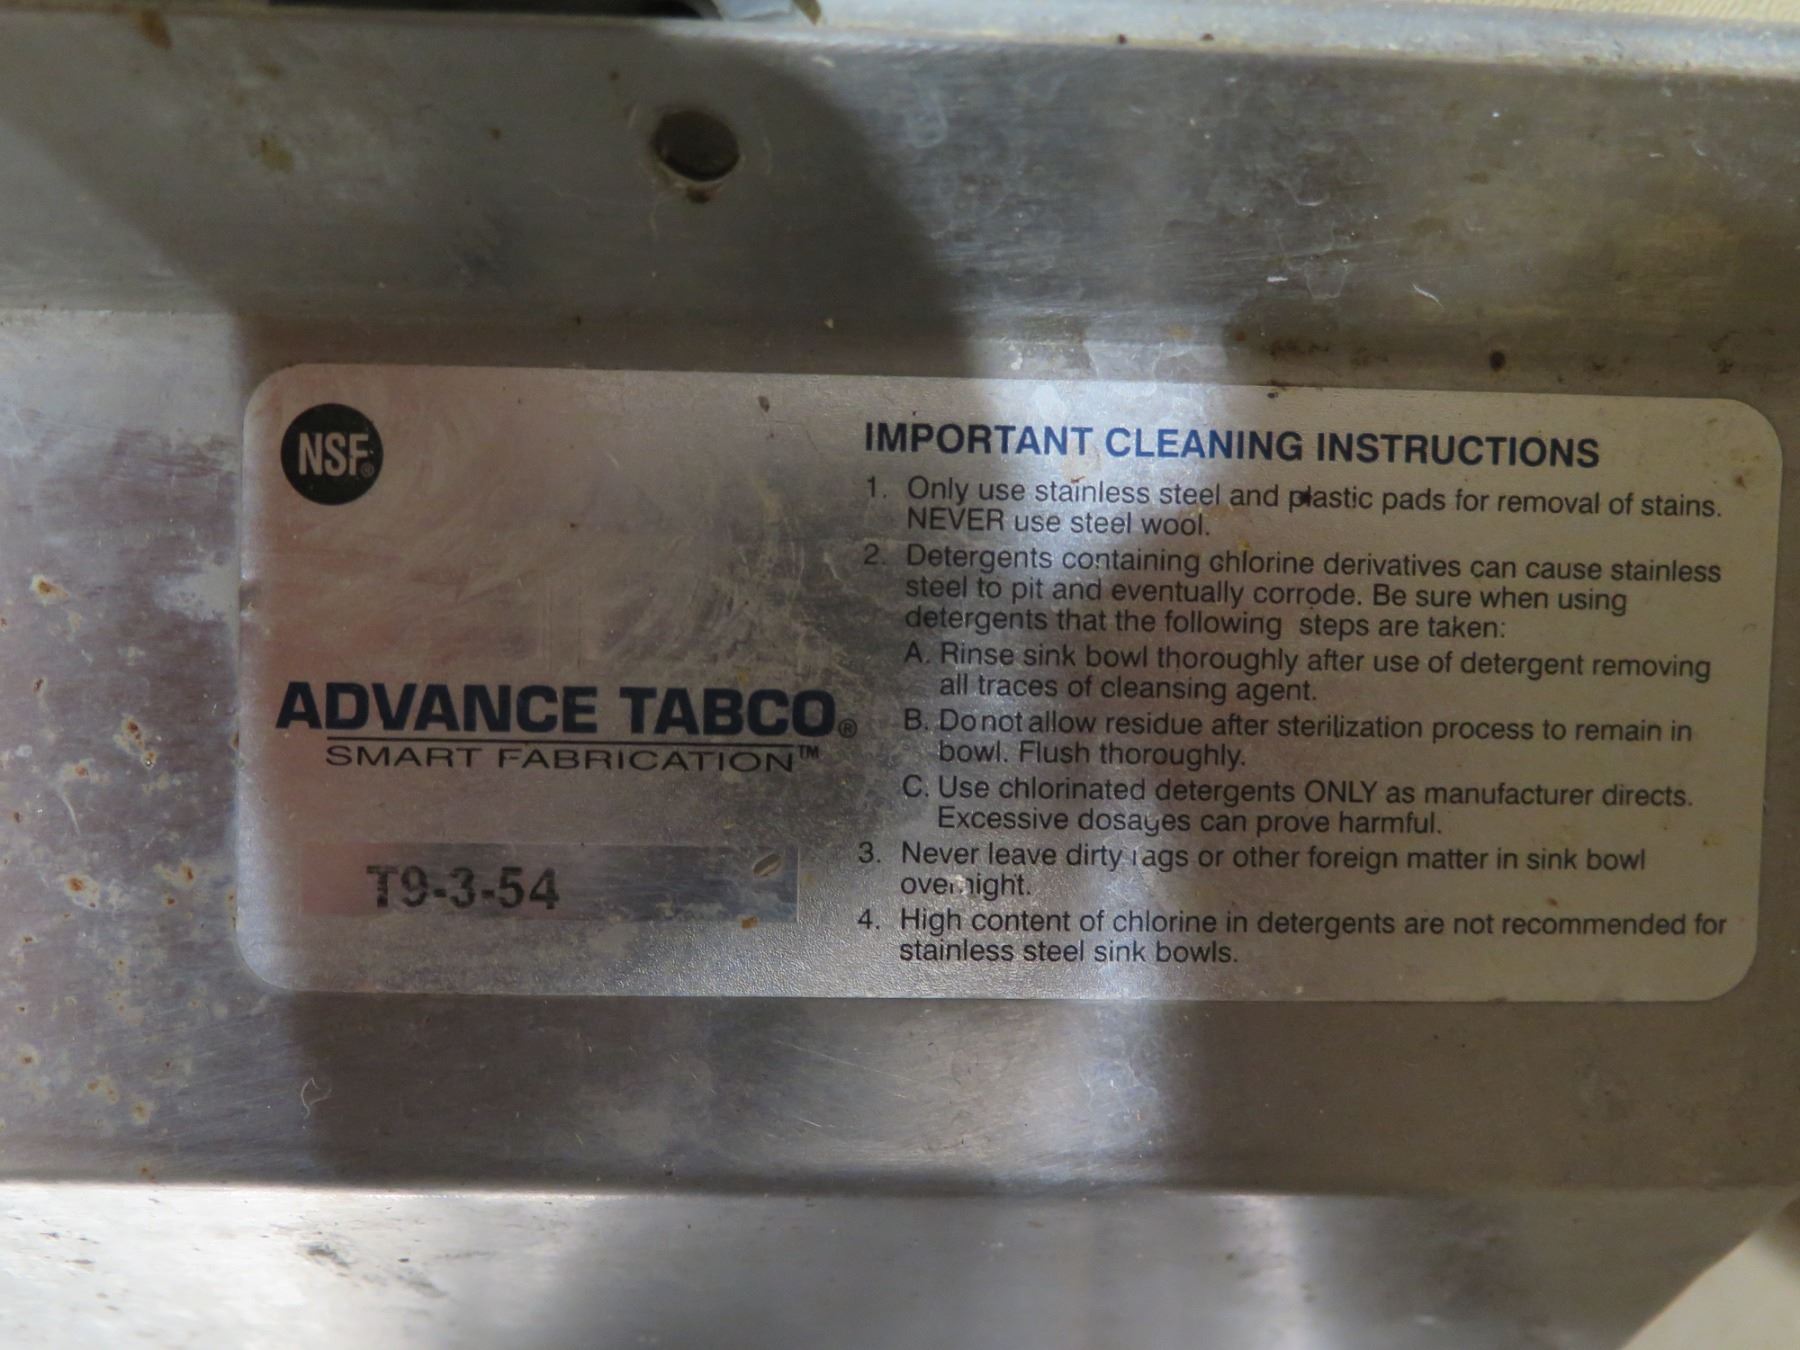 NSF®
ADVANCE TABCO®
SMART FABRICATION™
T9-3-54
IMPORTANT CLEANING INSTRUCTIONS
1. Only use stainless steel and plastic pads for removal of stains.
NEVER use steel wool.
2. Detergents containing chlorine derivatives can cause stainless
steel to pit and eventually corrode. Be sure when using
detergents that the following steps are taken:
A. Rinse sink bowl thoroughly after use of detergent removing
all traces of cleansing agent.
B. Do not allow residue after sterilization process to remain in
bowl. Flush thoroughly.
C. Use chlorinated detergents ONLY as manufacturer directs.
Excessive dosages can prove harmful.
3. Never leave dirty rags or other foreign matter in sink bowl
overnight.
4. High content of chlorine in detergents are not recommended for
stainless steel sink bowls.